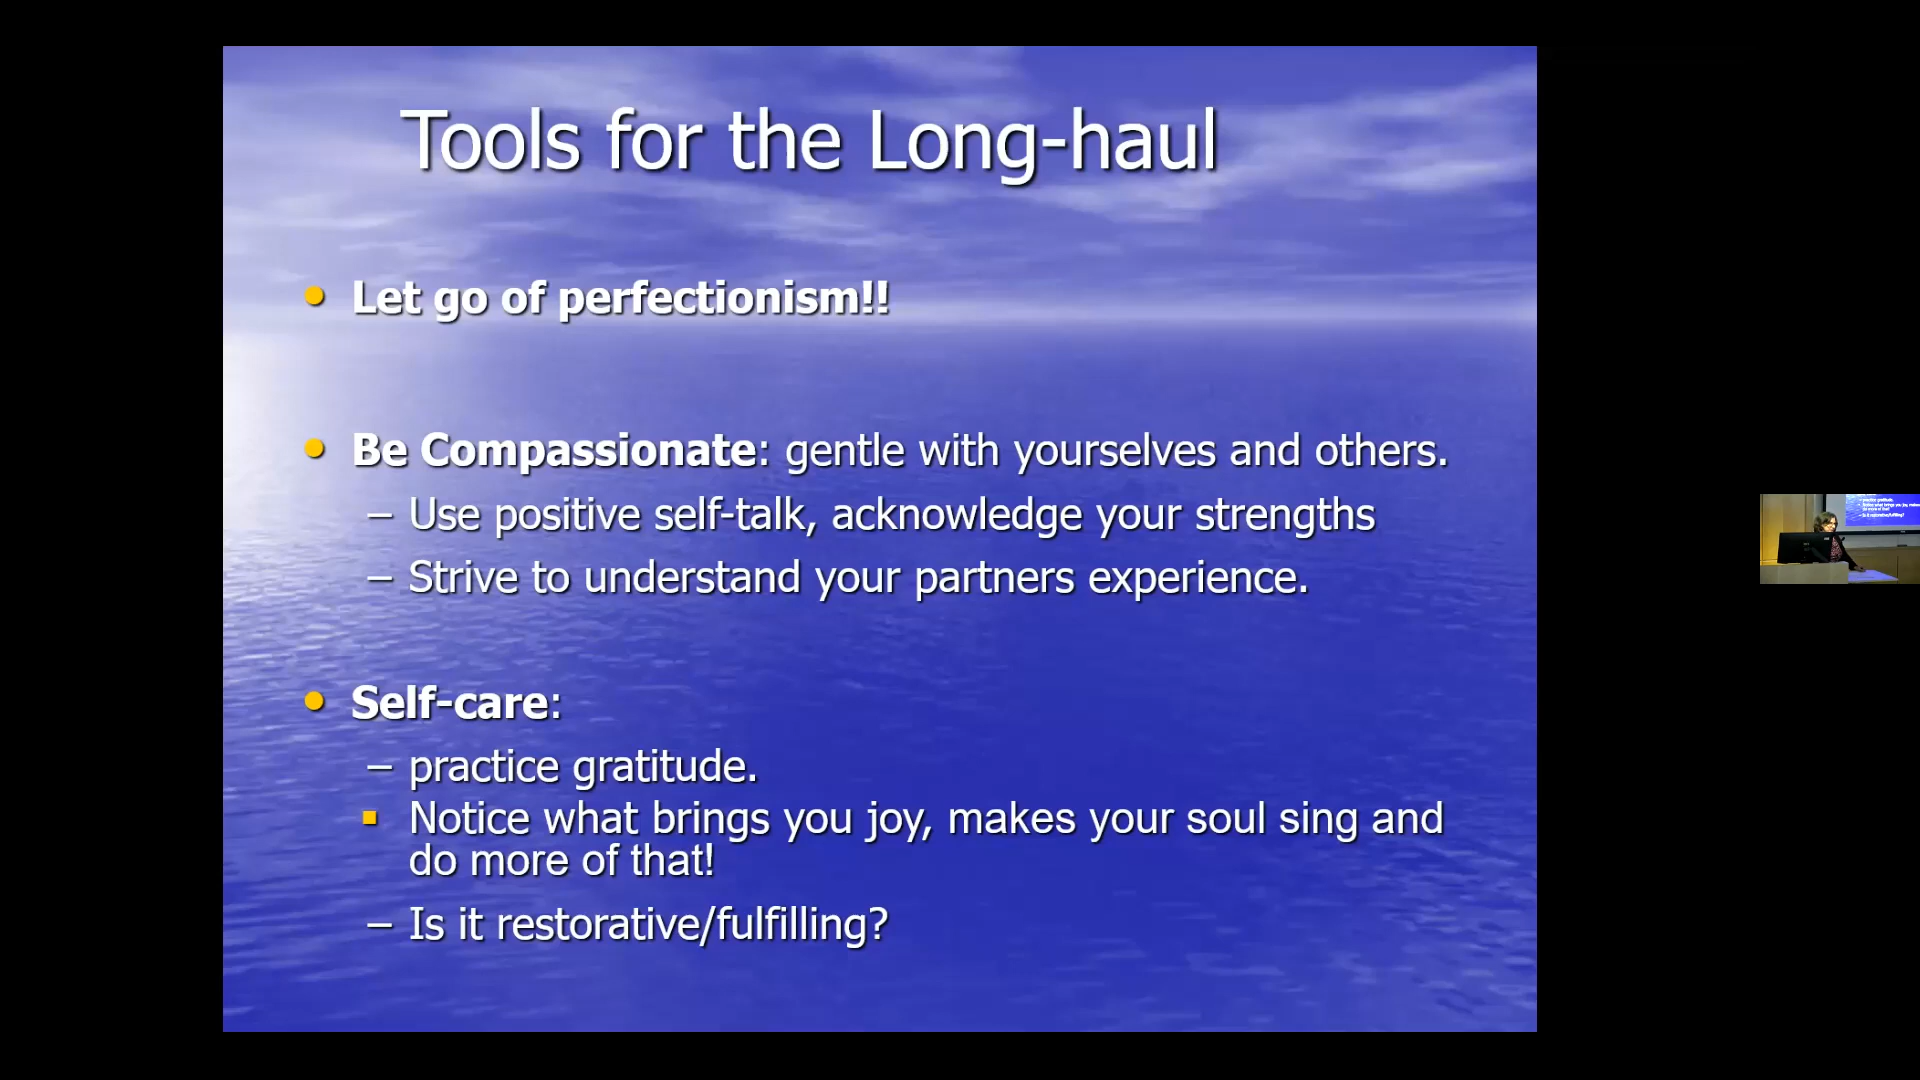 Tools for the Long-haul
• Let go of perfectionism!!
• Be Compassionate: gentle with yourselves and others.
– Use positive self-talk, acknowledge your strengths
– Strive to understand your partners experience.
• Self-care:
– practice gratitude.
▪ Notice what brings you joy, makes your soul sing and
do more of that!
– Is it restorative/fulfilling?